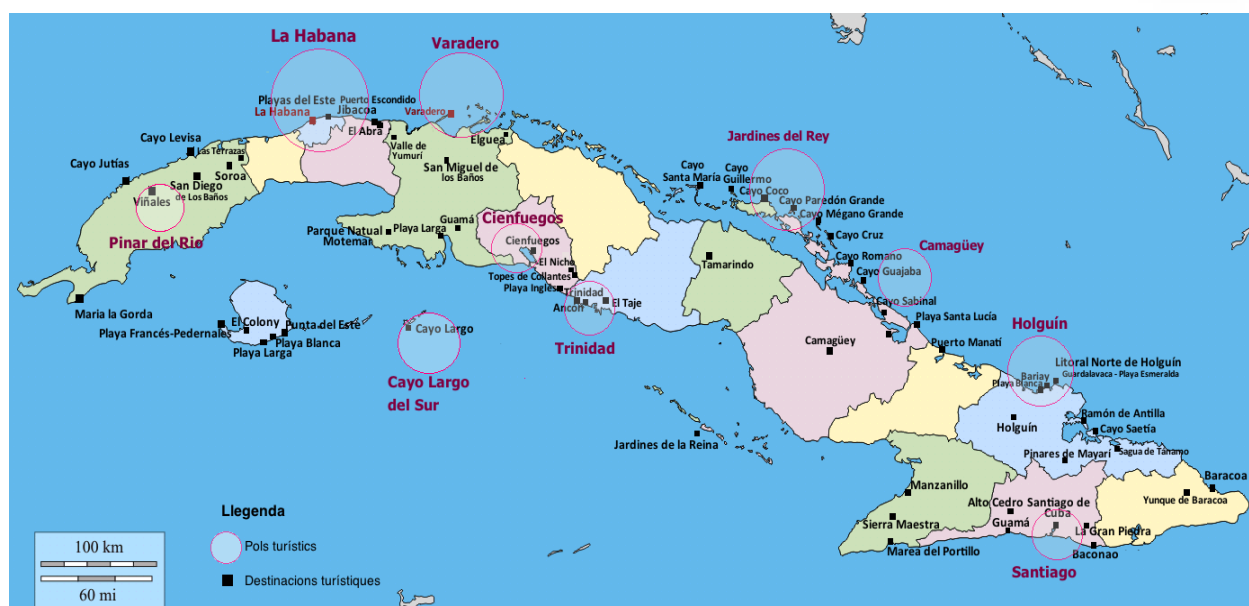 La Habana
Varadero
Playas del Este
Puerto Escondido
La Habana
Jibacoa
Varadero
El Abra
Valle de
Yumurí
Elguea
Cayo Levisa
Las Terrazas
Cayo Jutías
Soroa
San Diego
de Los Baños
San Miguel de
los Baños
Viñales
Pinar del Rio
Jardines del Rey
Cayo
Santa María
Cayo
Guillermo
Cayo Coco
Cayo Paredón Grande
Cayo Mégano Grande
Cayo Cruz
Cienfuegos
Guamá
Parque Natual
Motemar
Playa Larga
Cienfuegos
El Nicho
Topes de Collantes
Playa Inglés
Trinidad
Ancón
El Taje
Trinidad
Tamarindo
Camagüey
Cayo Romano
Cayo Guajaba
Cayo Sabinal
Playa Santa Lucía
Maria la Gorda
Playa Francés-Pedernales
El Colony
Punta del Este
Playa Blanca
Playa Larga
Cayo Largo
Cayo Largo
del Sur
Camagüey
Puerto Manatí
Holguín
Litoral Norte de Holguín
Bariay
Guardalavaca - Playa Esmeralda
Playa Blanca
Ramón de Antilla
Holguín
Cayo Saetía
Jardines de la Reina
Pinares de Mayarí
Sagua de Tánamo
Baracoa
Manzanillo
Yunque de Baracoa
Alto Cedro
Santiago de
Cuba
Sierra Maestra
Guamá
La Gran Piedra
Marea del Portillo
Baconao
Santiago
Llegenda
Pols turístics
Destinacions turístiques
100 km
60 mi